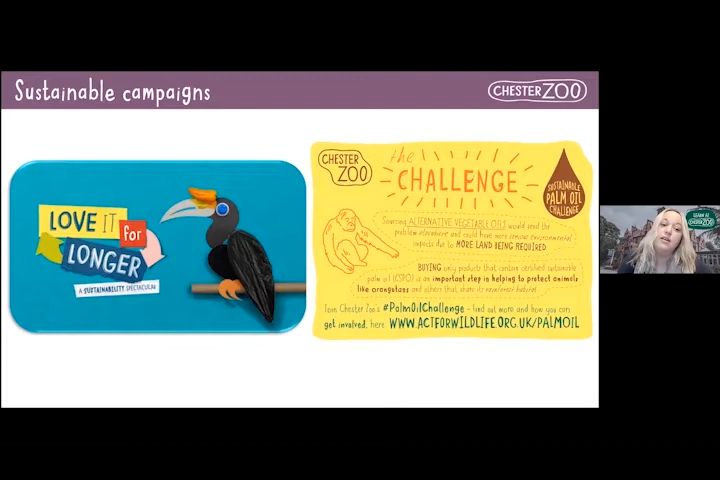 Sustainable campaigns
CHESTER ZOO
LOVE IT for
LONGER
A SUSTAINABILITY SPECTACULAR
CHESTER
ZOO
the
CHALLENGE
SUSTAINABLE
PALM OIL
CHALLENGE
Sourcing ALTERNATIVE VEGETABLE OILS would send the
problem elsewhere and could have more serious environmental
impacts due to MORE LAND BEING REQUIRED
BUYING only products that contain certified sustainable
palm oil (CSPO) is an important step in helping to protect animals
like orangutans and others that share its rainforest habitat
Join Chester Zoo's #PalmOilChallenge - find out more and how you can
get involved, here: WWW.ACTFORWILDLIFE.ORG.UK/PALMOIL
LEARN AT
CHESTER ZOO